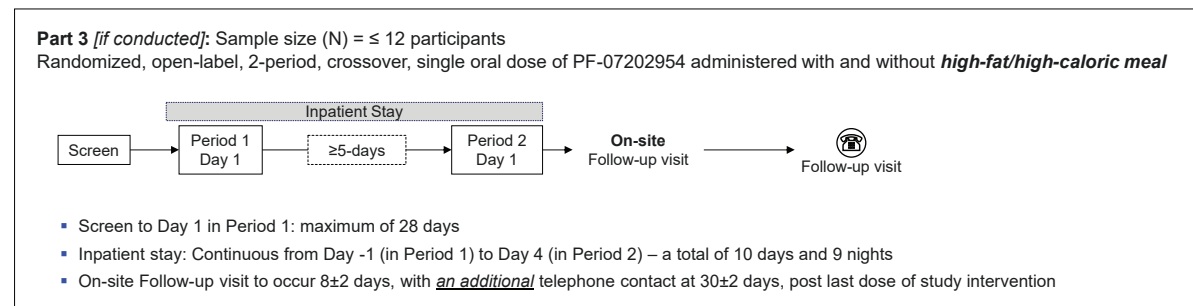 Part 3 [if conducted]: Sample size (N) = ≤ 12 participants
Randomized, open-label, 2-period, crossover, single oral dose of PF-07202954 administered with and without high-fat/high-caloric meal
Inpatient Stay
Screen
Period 1
Day 1
≥5-days
Period 2
Day 1
On-site
Follow-up visit
Follow-up visit
▪ Screen to Day 1 in Period 1: maximum of 28 days
▪ Inpatient stay: Continuous from Day -1 (in Period 1) to Day 4 (in Period 2) – a total of 10 days and 9 nights
▪ On-site Follow-up visit to occur 8±2 days, with an additional telephone contact at 30±2 days, post last dose of study intervention